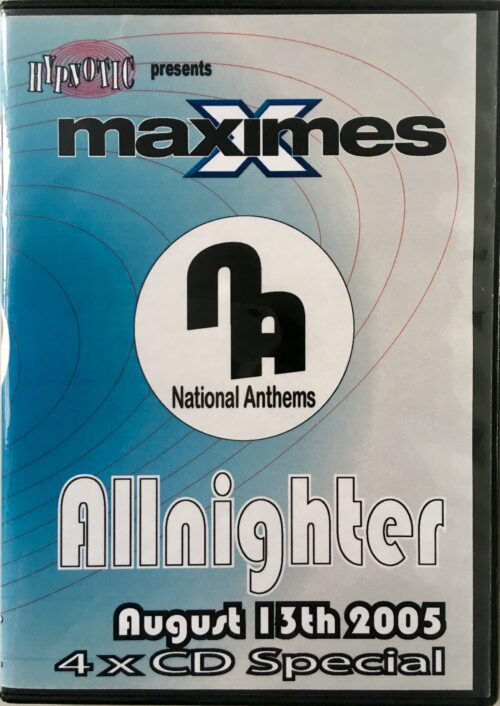 HYPNOTIC presents
maximes
NA
National Anthems
Allnighter
August 13th 2005
4 x CD Special